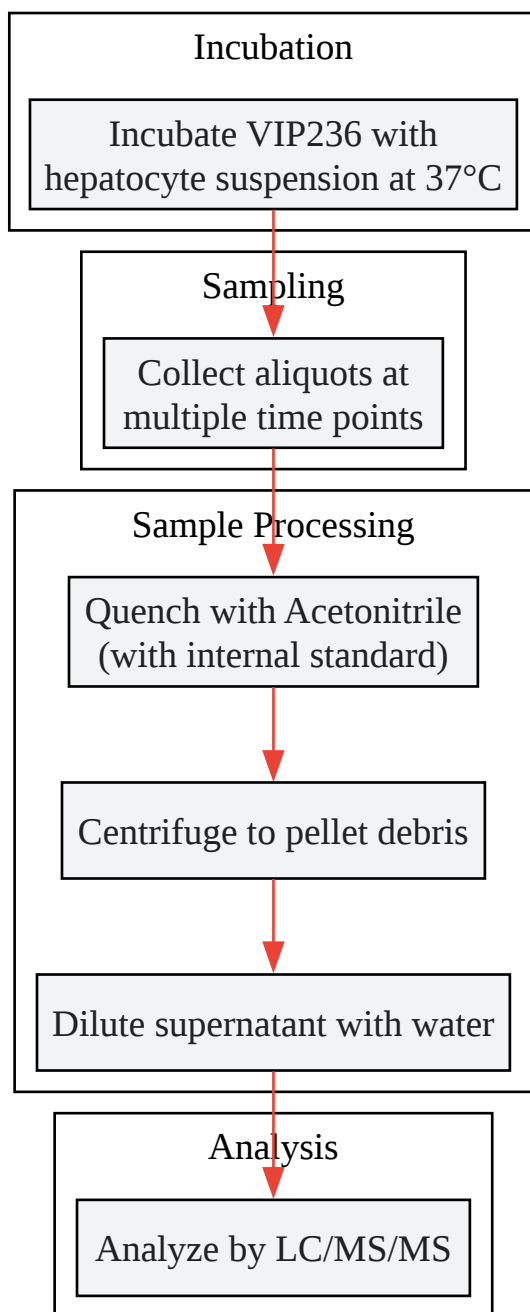 Incubation
Incubate VIP236 with
hepatocyte suspension at 37°C
Sampling
Collect aliquots at
multiple time points
Sample Processing
Quench with Acetonitrile
(with internal standard)
Centrifuge to pellet debris
Dilute supernatant with water
Analysis
Analyze by LC/MS/MS